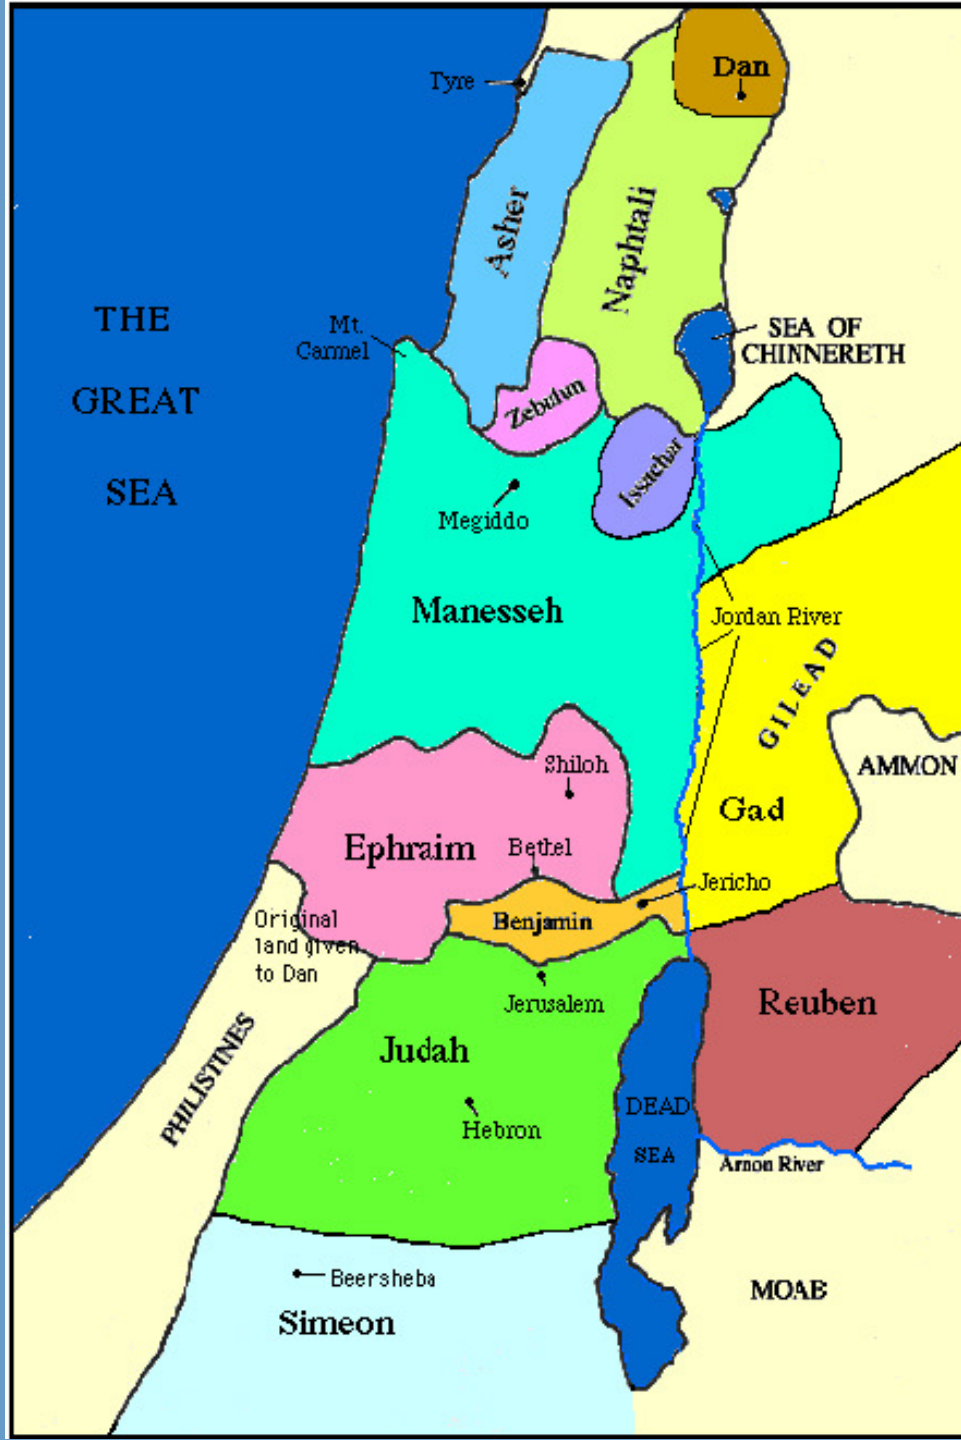 Dan
Tyre
Asher
Naphtali
THE
GREAT
SEA
Mt.
Carmel
SEA OF
CHINNERETH
Zebulun
Issachar
Megiddo
Manesseh
Jordan River
GILEAD
AMMON
Shiloh
Gad
Ephraim
Bethel
Jericho
Benjamin
Original
land given
to Dan
Jerusalem
Reuben
Judah
PHILISTINES
Hebron
DEAD
SEA
Arnon River
Beersheba
MOAB
Simeon